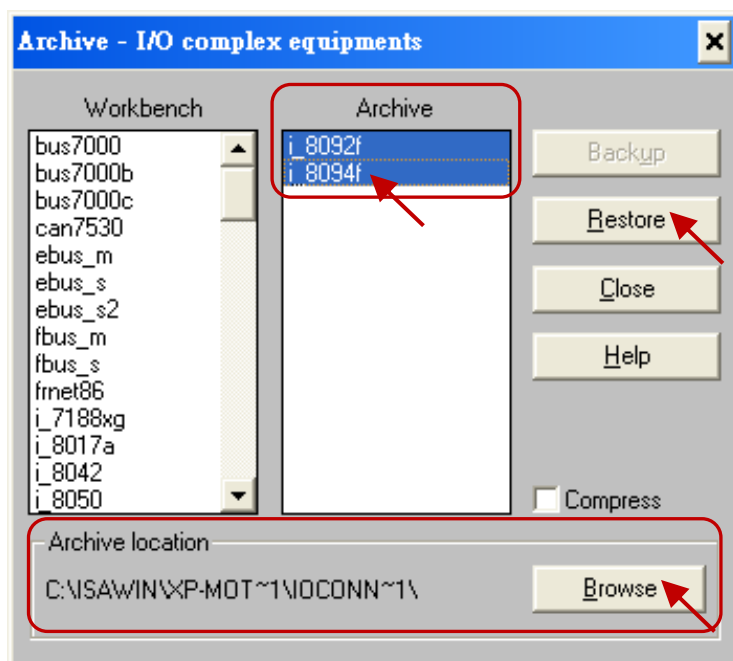 Archive - I/O complex equipments
Workbench
bus7000
bus7000b
bus7000c
can7530
ebus_m
ebus_s
ebus_s2
fbus_m
fbus_s
frnet86
i_7188xg
i_8017a
i_8042
i_8050
Archive
i_8092f
i_8094f
Backup
Restore
Close
Help
Compress
Archive location
C:\ISAWIN\XP-MOT~1\IOCONN~1\
Browse